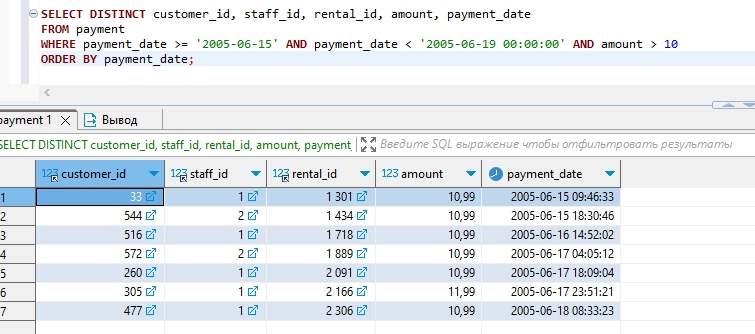 SELECT DISTINCT customer_id, staff_id, rental_id, amount, payment_date
FROM payment
WHERE payment_date >= '2005-06-15' AND payment_date < '2005-06-19 00:00:00' AND amount > 10
ORDER BY payment_date;
payment 1 Вывод
SELECT DISTINCT customer_id, staff_id, rental_id, amount, payment Введите SQL выражение чтобы отфильтровать результаты
123 customer_id 123 staff_id 123 rental_id 123 amount payment_date
1 33 1 1 301 10,99 2005-06-15 09:46:33
2 544 2 1 434 10,99 2005-06-15 18:30:46
3 516 1 1 718 10,99 2005-06-16 14:52:02
4 572 2 1 889 10,99 2005-06-17 04:05:12
5 260 1 2 091 10,99 2005-06-17 18:09:04
6 305 1 2 166 11,99 2005-06-17 23:51:21
7 477 1 2 306 10,99 2005-06-18 08:33:23